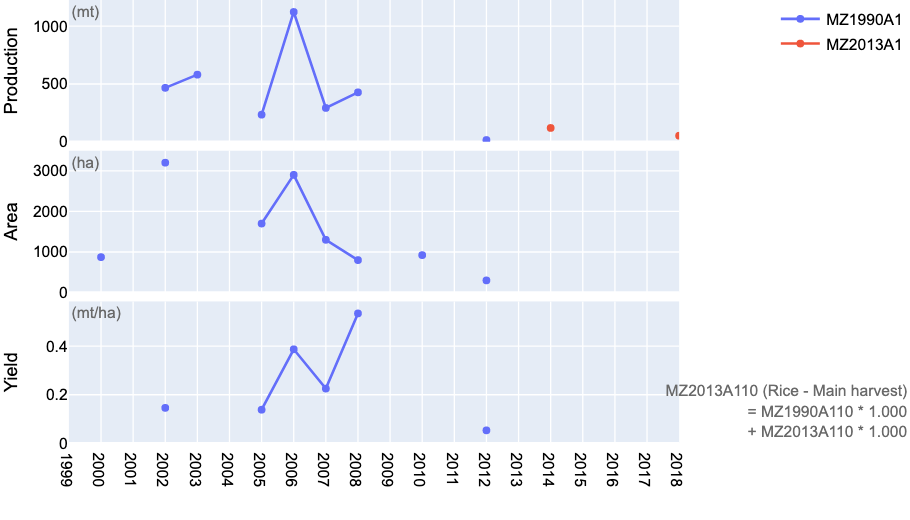 (mt)
Production
1000
500
0
MZ1990A1
MZ2013A1
(ha)
Area
3000
2000
1000
0
(mt/ha)
Yield
0.4
0.2
0
MZ2013A110 (Rice - Main harvest)
= MZ1990A110 * 1.000
+ MZ2013A110 * 1.000
1999
2000
2001
2002
2003
2004
2005
2006
2007
2008
2009
2010
2011
2012
2013
2014
2015
2016
2017
2018